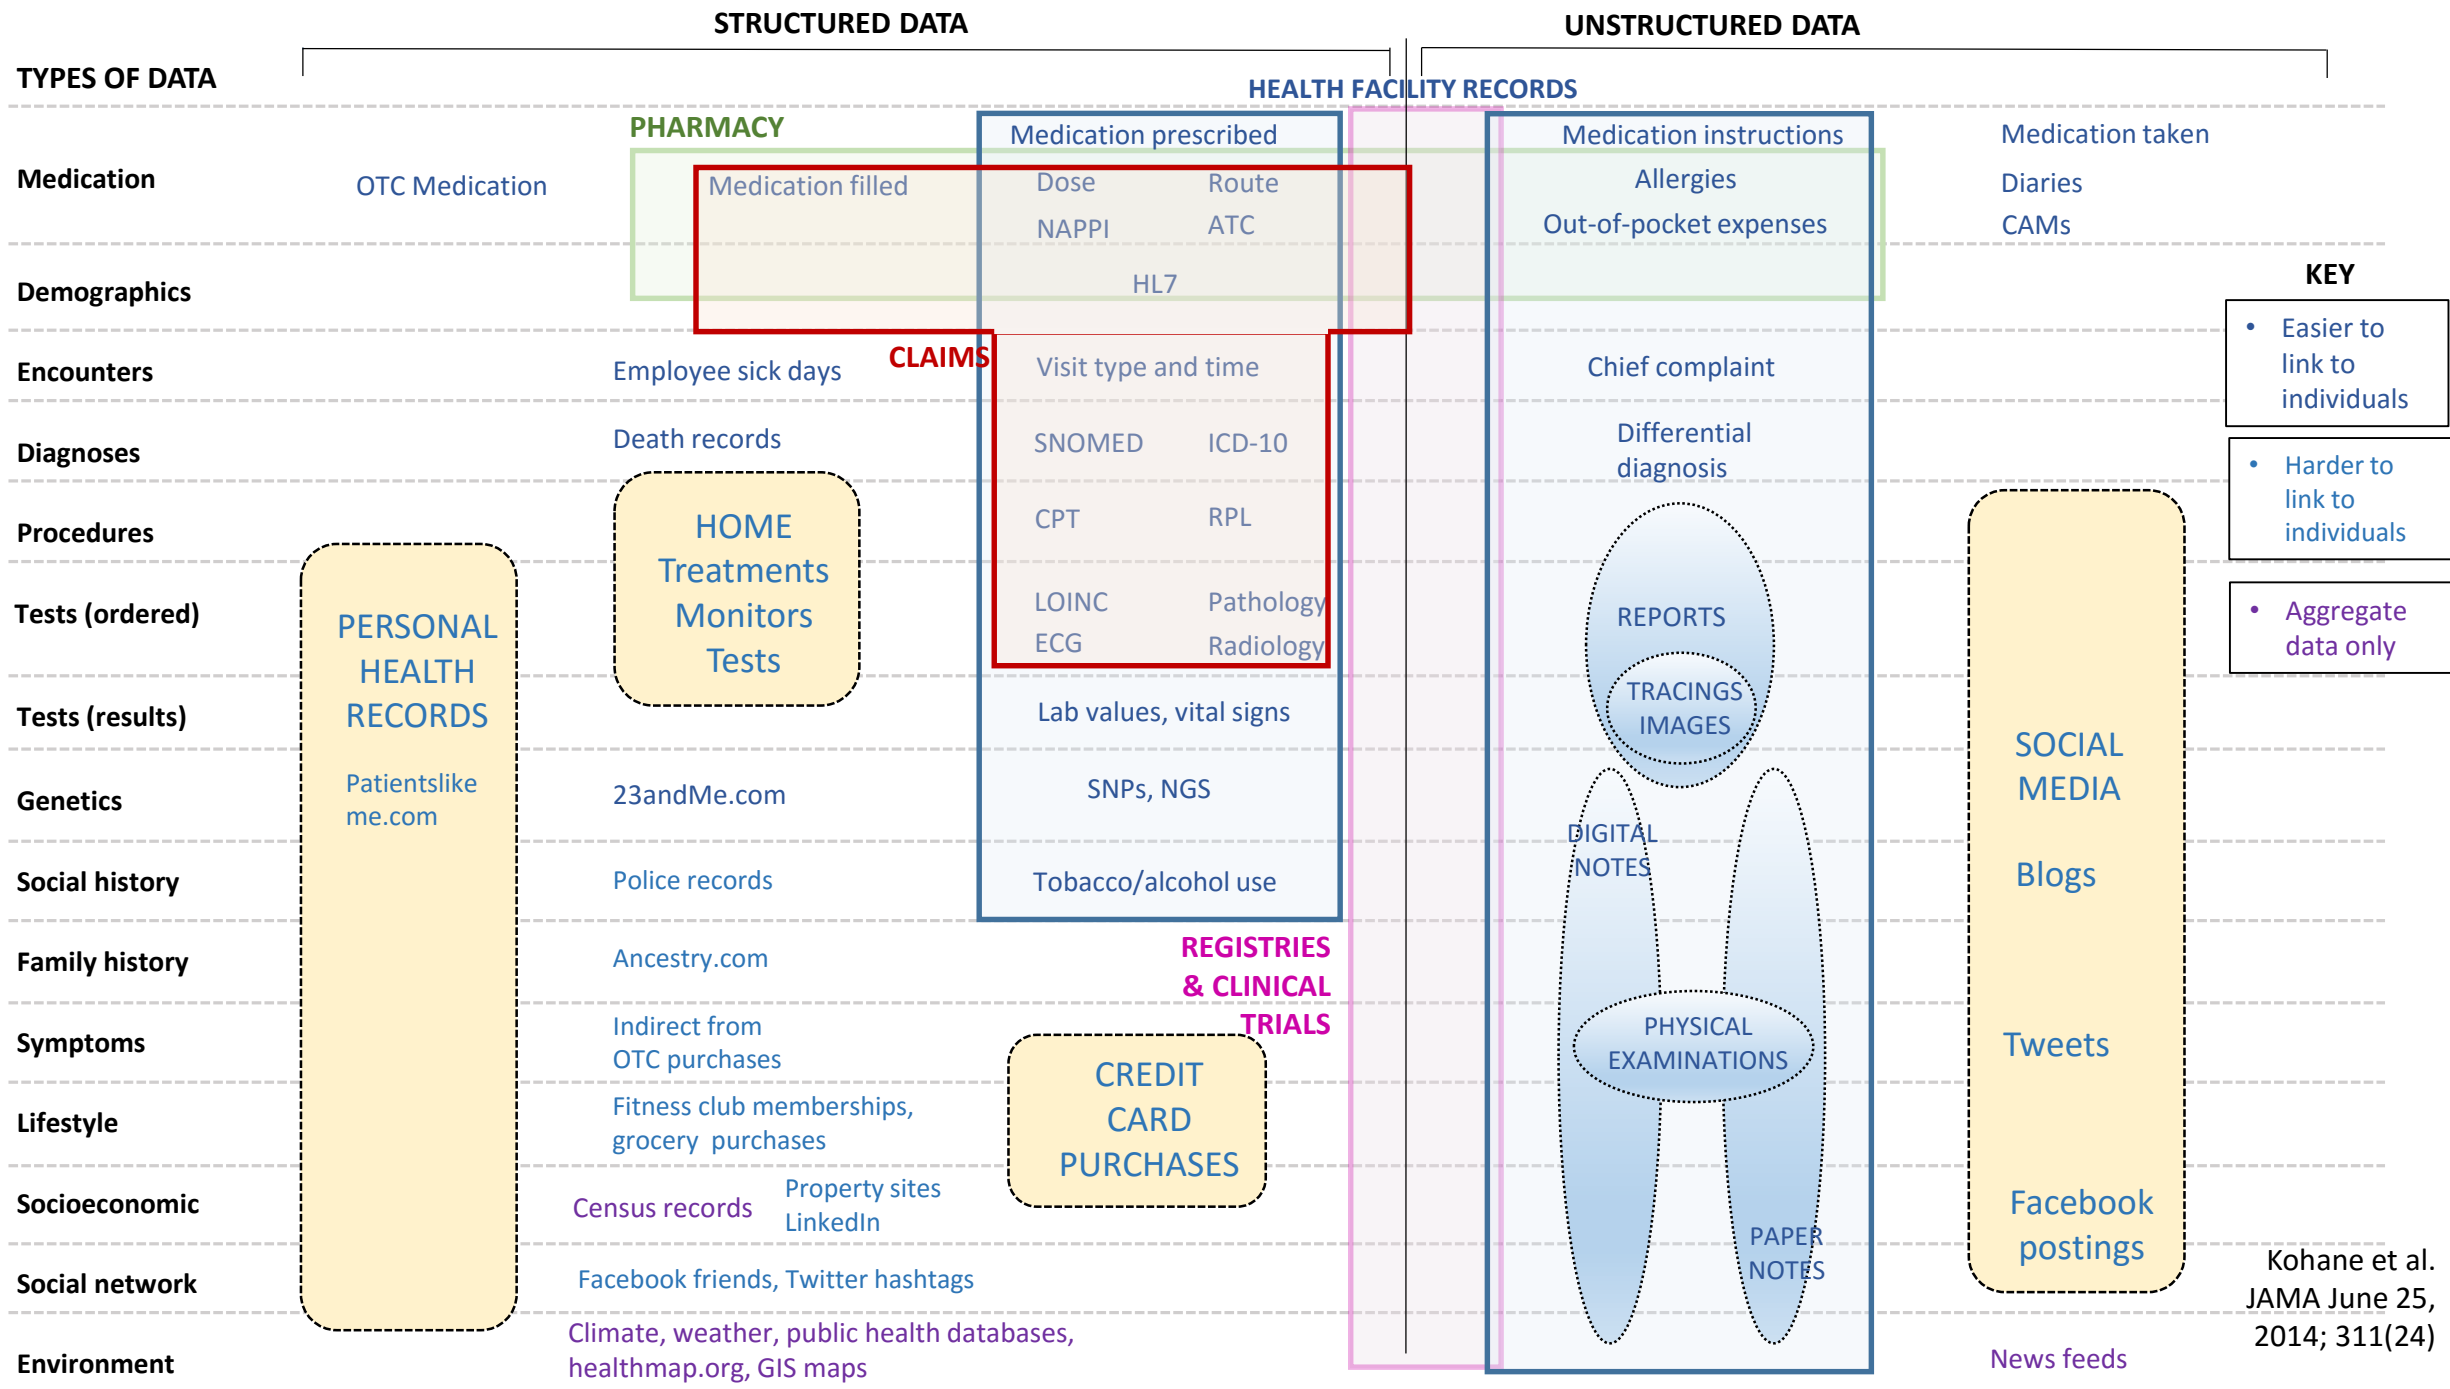 STRUCTURED DATA
UNSTRUCTURED DATA
TYPES OF DATA
HEALTH FACILITY RECORDS
PHARMACY
Medication prescribed
Medication instructions
Medication taken
Medication
OTC Medication
Medication filled
Dose
Route
Allergies
Diaries
NAPPI
ATC
Out-of-pocket expenses
CAMs
Demographics
HL7
KEY
• Easier to
link to
individuals
• Harder to
link to
individuals
• Aggregate
data only
Encounters
Employee sick days
CLAIMS
Visit type and time
Chief complaint
Diagnoses
Death records
SNOMED
ICD-10
Differential
diagnosis
Procedures
HOME
Treatments
Monitors
Tests
CPT
RPL
Tests (ordered)
PERSONAL
HEALTH
RECORDS
Patientslike
me.com
LOINC
Pathology
ECG
Radiology
REPORTS
TRACINGS
IMAGES
Tests (results)
Lab values, vital signs
SOCIAL
MEDIA
Blogs
Tweets
Facebook
postings
Genetics
23andMe.com
SNPs, NGS
DIGITAL
NOTES
Social history
Police records
Tobacco/alcohol use
Family history
Ancestry.com
REGISTRIES
& CLINICAL
TRIALS
Symptoms
Indirect from
OTC purchases
PHYSICAL
EXAMINATIONS
Lifestyle
Fitness club memberships,
grocery purchases
CREDIT
CARD
PURCHASES
Socioeconomic
Census records
Property sites
LinkedIn
PAPER
NOTES
Social network
Facebook friends, Twitter hashtags
Environment
Climate, weather, public health databases,
healthmap.org, GIS maps
News feeds
Kohane et al.
JAMA June 25,
2014; 311(24)